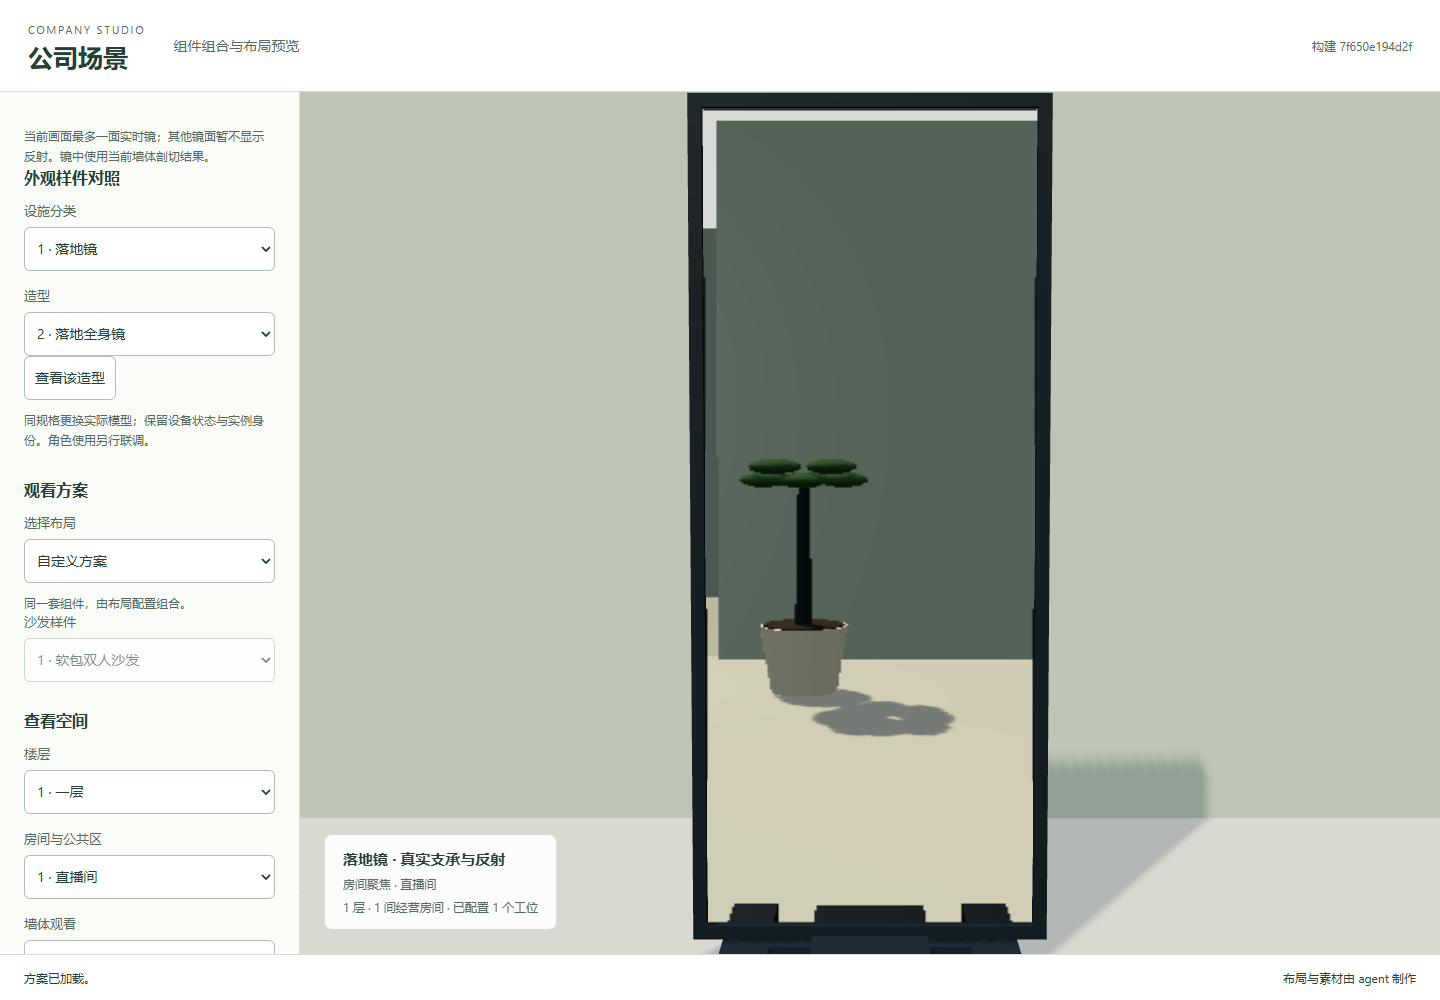 COMPANY STUDIO
公司场景
组件组合与布局预览
构建 7f650e194d2f
当前画面最多一面实时镜；其他镜面暂不显示
反射。镜中使用当前墙体剖切结果。
外观样件对照
设施分类
1 · 落地镜
造型
2 · 落地全身镜
查看该造型
同规格更换实际模型；保留设备状态与实例身
份。角色使用另行联调。
观看方案
选择布局
自定义方案
同一套组件，由布局配置组合。
沙发样件
1 · 软包双人沙发
查看空间
楼层
1 · 一层
房间与公共区
1 · 直播间
墙体观看
落地镜 · 真实支承与反射
房间聚焦 · 直播间
1 层 · 1 间经营房间 · 已配置 1 个工位
方案已加载。
布局与素材由 agent 制作